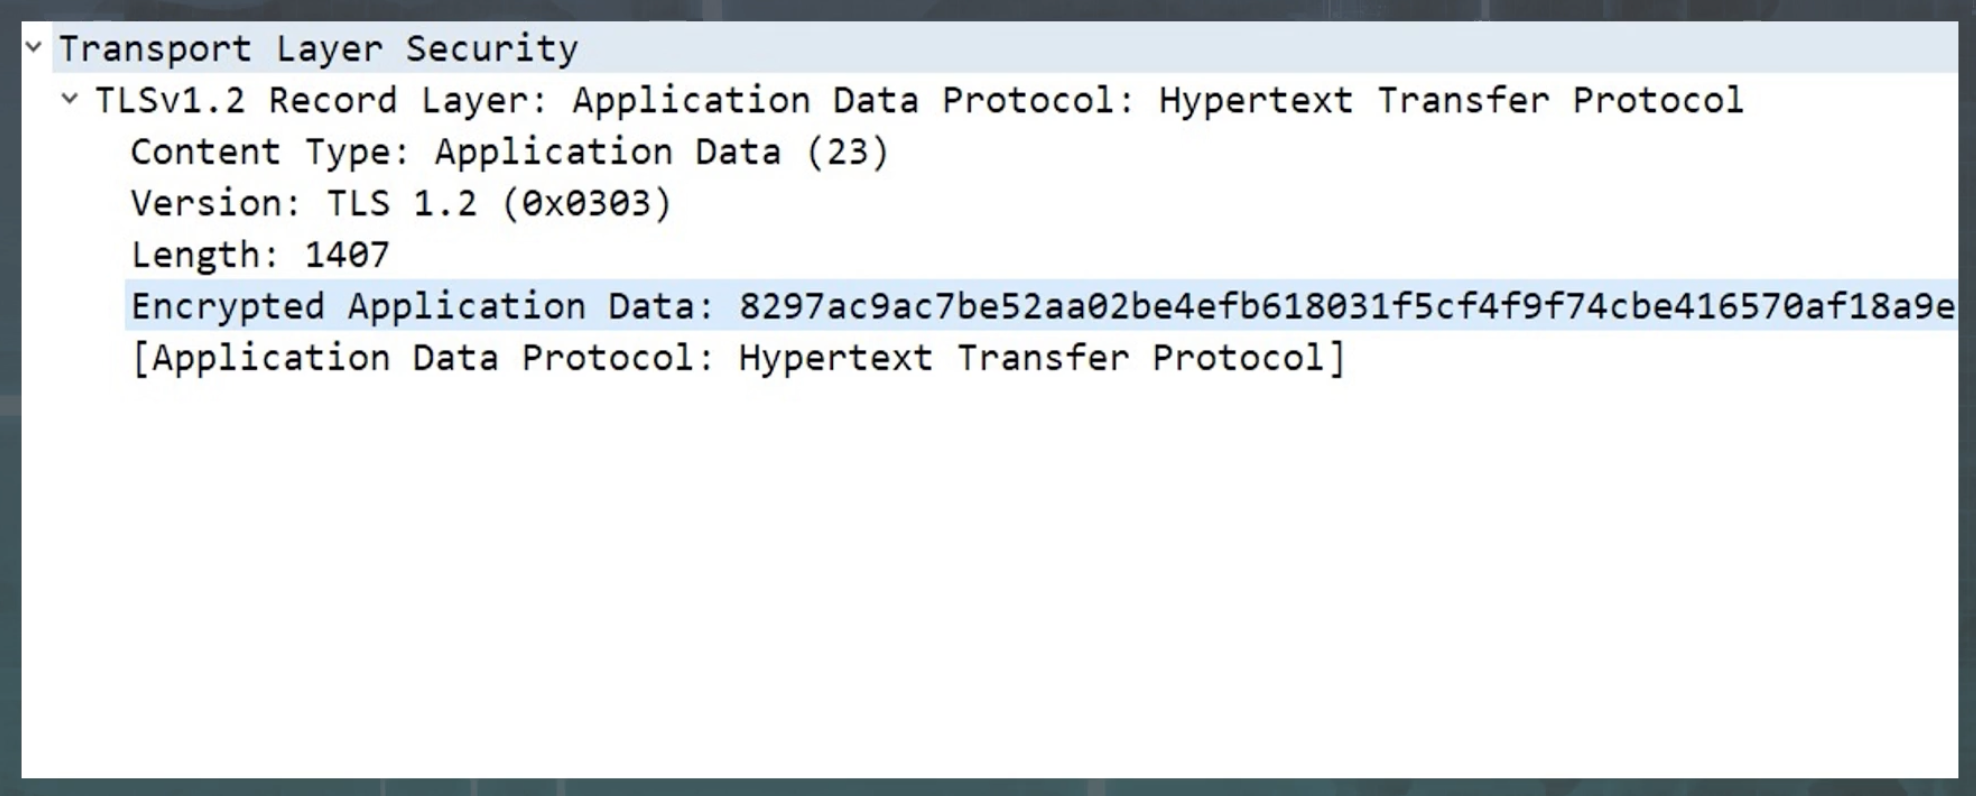 Transport Layer Security
TLSv1.2 Record Layer: Application Data Protocol: Hypertext Transfer Protocol
Content Type: Application Data (23)
Version: TLS 1.2 (0x0303)
Length: 1407
Encrypted Application Data: 8297ac9ac7be52aa02be4efb618031f5cf4f9f74cbe416570af18a9e
[Application Data Protocol: Hypertext Transfer Protocol]